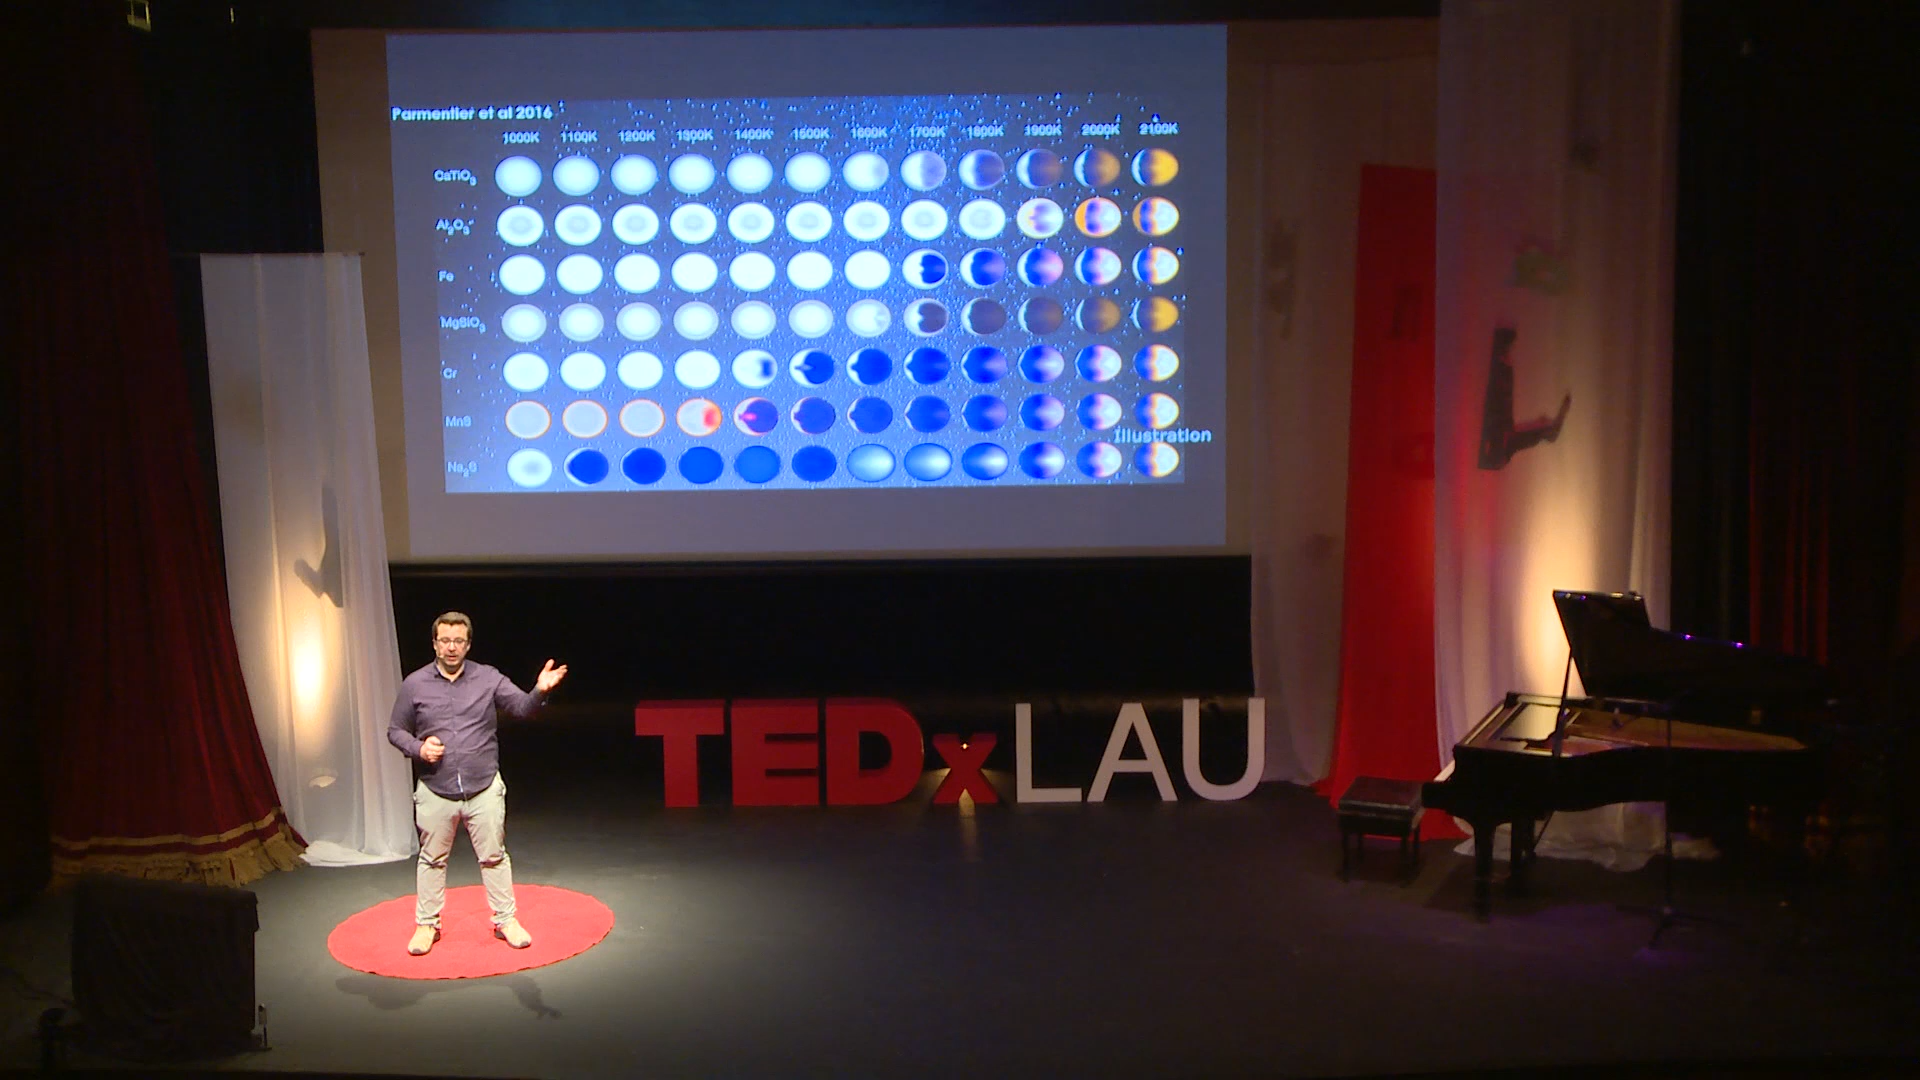 Parmentier et al 2016
1000K 1100K 1200K 1300K 1400K 1500K 1600K 1700K 1800K 1900K 2000K 2100K
CaTiO3
Al2O3
Fe
MgSiO3
Cr
MnS
Illustration
Na2S
TEDxLAU